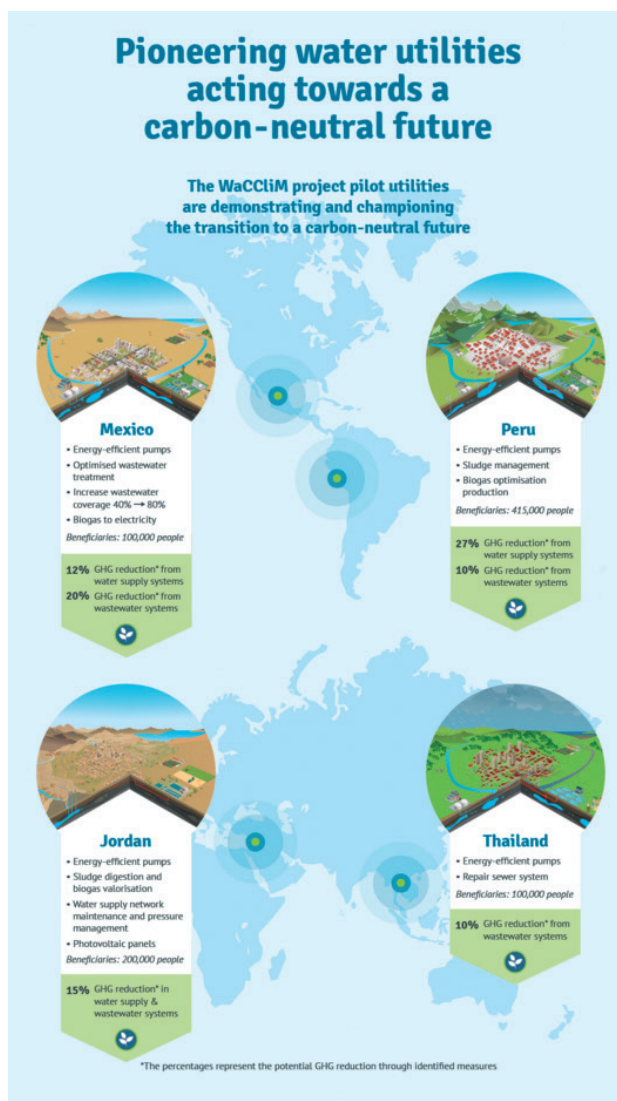 Pioneering water utilities
acting towards a
carbon-neutral future
The WaCCliM project pilot utilities
are demonstrating and championing
the transition to a carbon-neutral future
Mexico
• Energy-efficient pumps
• Optimised wastewater
treatment
• Increase wastewater
coverage 40% → 80%
• Biogas to electricity
Beneficiaries: 100,000 people
12% GHG reduction* from
water supply systems
20% GHG reduction* from
wastewater systems
Peru
• Energy-efficient pumps
• Sludge management
• Biogas optimisation
production
Beneficiaries: 415,000 people
27% GHG reduction* from
water supply systems
10% GHG reduction* from
wastewater systems
Jordan
• Energy-efficient pumps
• Sludge digestion and
biogas valorisation
• Water supply network
maintenance and pressure
management
• Photovoltaic panels
Beneficiaries: 200,000 people
15% GHG reduction* in
water supply &
wastewater systems
Thailand
• Energy-efficient pumps
• Repair sewer system
Beneficiaries: 100,000 people
10% GHG reduction* from
wastewater systems
*The percentages represent the potential GHG reduction through identified measures